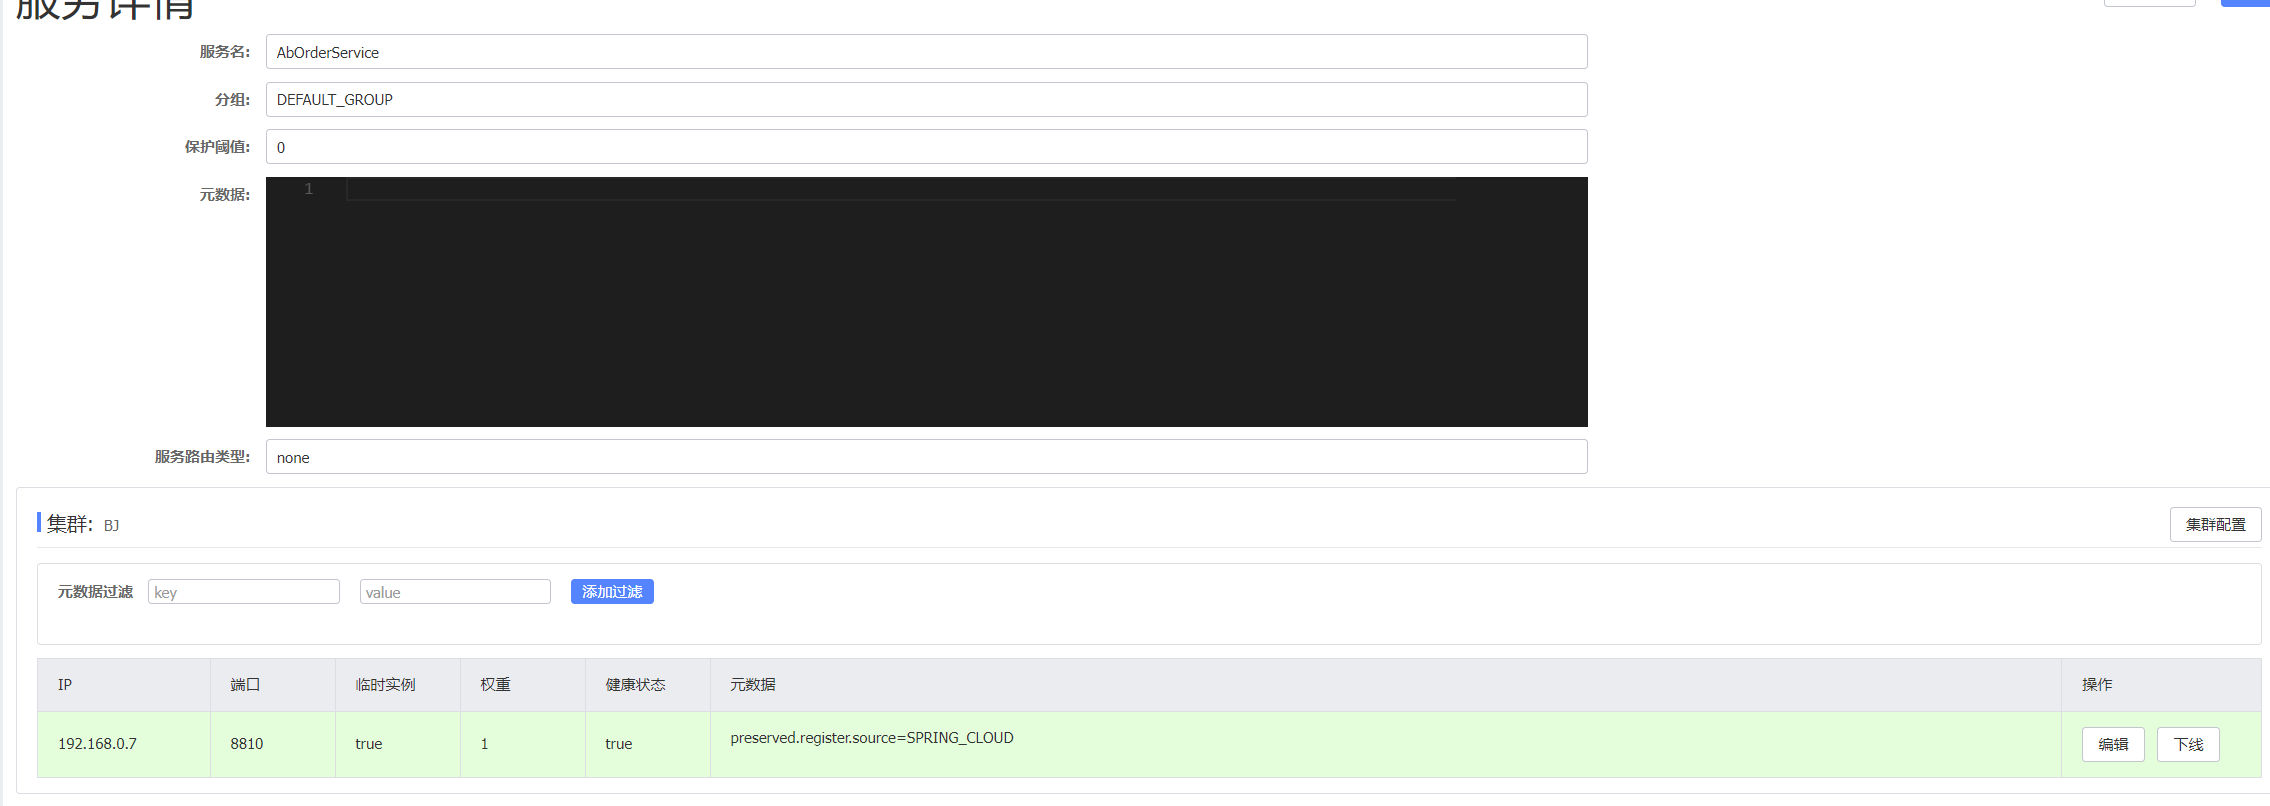 服务详情
服务名: AbOrderService
分组: DEFAULT_GROUP
保护阈值: 0
元数据: 1
服务路由类型: none
集群: BJ 集群配置
元数据过滤 key value 添加过滤
IP 端口 临时实例 权重 健康状态 元数据 操作
192.168.0.7 8810 true 1 true preserved.register.source=SPRING_CLOUD 编辑 下线